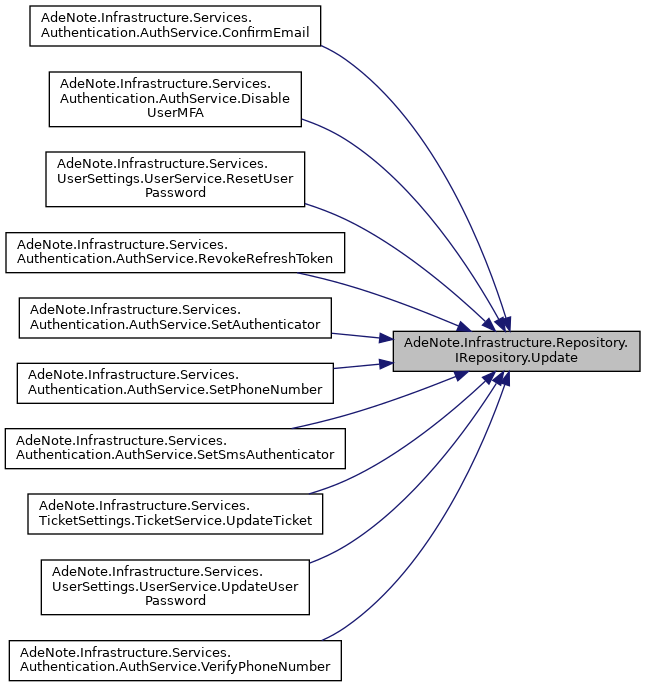 AdeNote.Infrastructure.Services.
Authentication.AuthService.ConfirmEmail
AdeNote.Infrastructure.Services.
Authentication.AuthService.Disable
UserMFA
AdeNote.Infrastructure.Services.
UserSettings.UserService.ResetUser
Password
AdeNote.Infrastructure.Services.
Authentication.AuthService.RevokeRefreshToken
AdeNote.Infrastructure.Services.
Authentication.AuthService.SetAuthenticator
AdeNote.Infrastructure.Repository.
IRepository.Update
AdeNote.Infrastructure.Services.
Authentication.AuthService.SetPhoneNumber
AdeNote.Infrastructure.Services.
Authentication.AuthService.SetSmsAuthenticator
AdeNote.Infrastructure.Services.
TicketSettings.TicketService.UpdateTicket
AdeNote.Infrastructure.Services.
UserSettings.UserService.UpdateUser
Password
AdeNote.Infrastructure.Services.
Authentication.AuthService.VerifyPhoneNumber